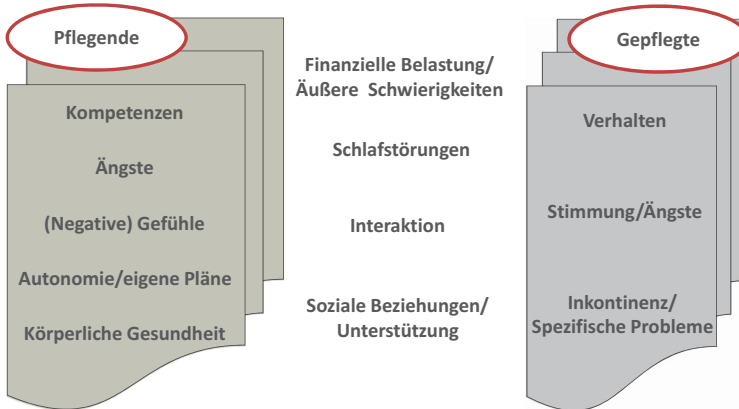 Pflegende
Kompetenzen
Ängste
(Negative) Gefühle
Autonomie/eigene Pläne
Körperliche Gesundheit
Finanzielle Belastung/
Äußere Schwierigkeiten
Schlafstörungen
Interaktion
Soziale Beziehungen/
Unterstützung
Gepflegte
Verhalten
Stimmung/Ängste
Inkontinenz/
Spezifische Probleme